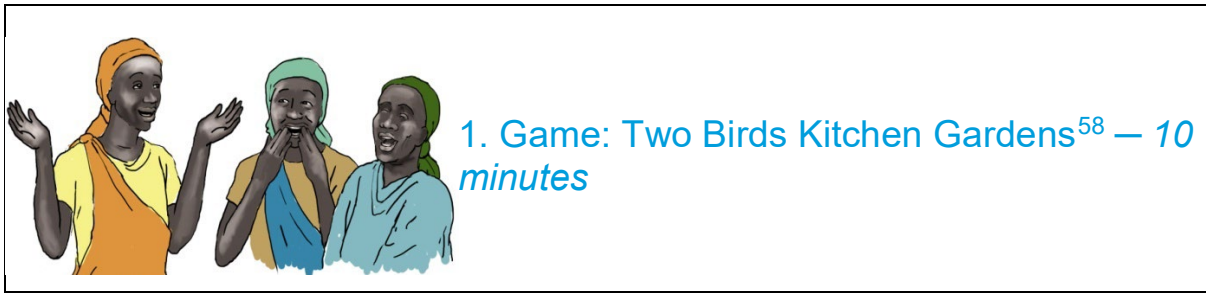 1. Game: Two Birds Kitchen Gardens⁵⁸ — 10
minutes